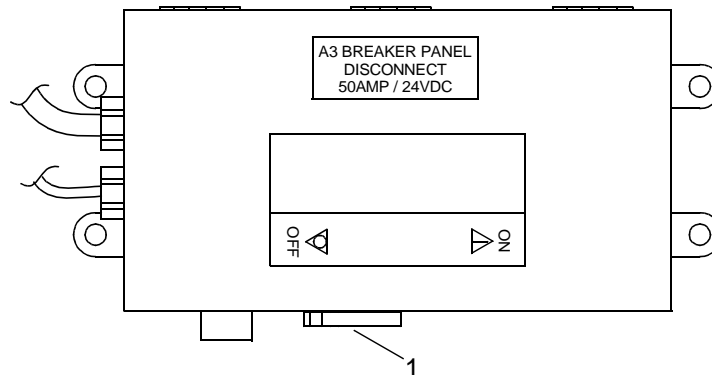 A3 BREAKER PANEL
DISCONNECT
50AMP / 24VDC
OFF
ON
1